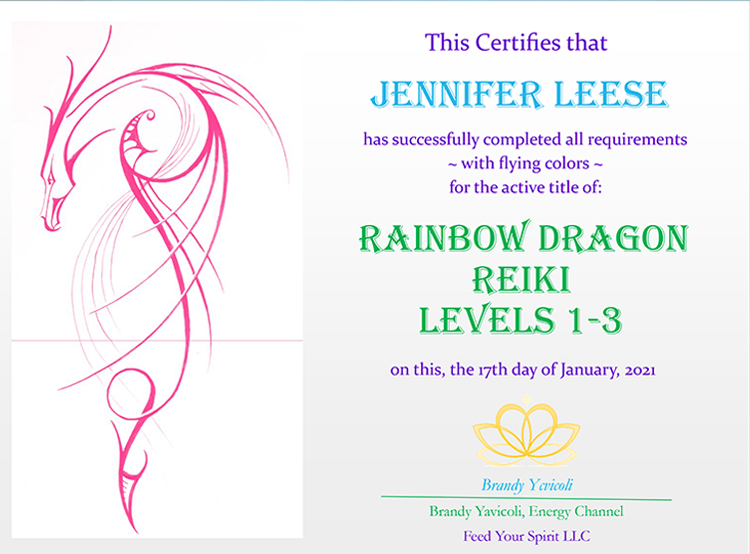 This Certifies that
JENNIFER LEESE
has successfully completed all requirements
~ with flying colors ~
for the active title of:
RAINBOW DRAGON
REIKI
LEVELS 1-3
on this, the 17th day of January, 2021
Brandy Ycvicoli
Brandy Yavicoli, Energy Channel
Feed Your Spirit LLC